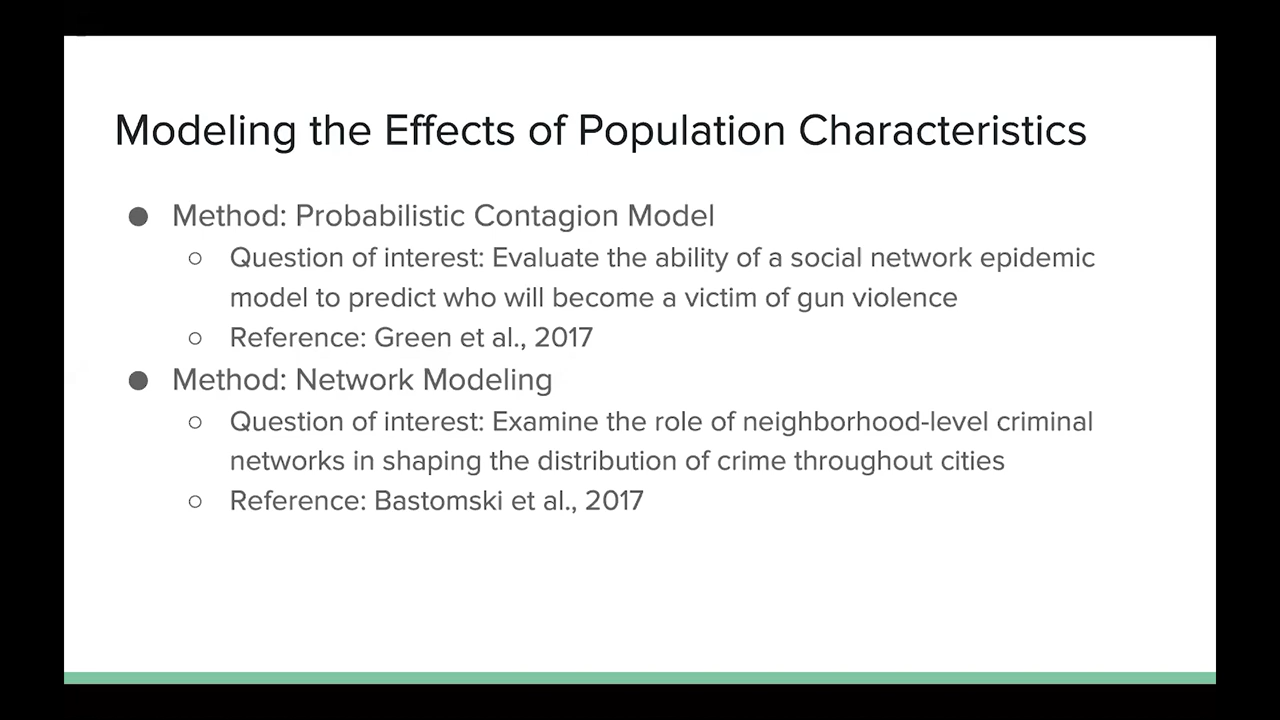 Modeling the Effects of Population Characteristics
● Method: Probabilistic Contagion Model
○ Question of interest: Evaluate the ability of a social network epidemic
model to predict who will become a victim of gun violence
○ Reference: Green et al., 2017
● Method: Network Modeling
○ Question of interest: Examine the role of neighborhood-level criminal
networks in shaping the distribution of crime throughout cities
○ Reference: Bastomski et al., 2017